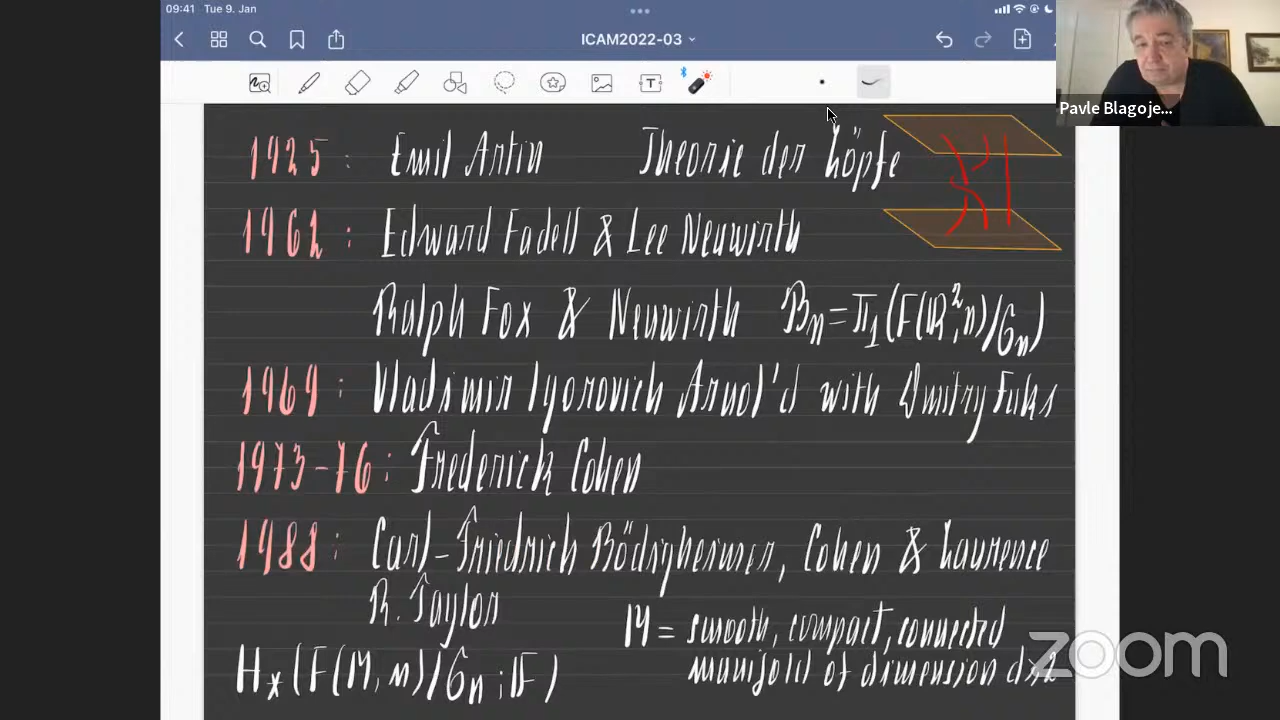 09:41 Tue 9. Jan
ICAM2022-03
T
Pavle Blagoje...
1925 : Emil Artin Theorie der Zöpfe
1962 : Edward Fadell & Lee Neuwirth
Ralph Fox & Neuwirth Bₙ = π₁(F(ℝ², n)/𝔖ₙ)
1969 : Vladimir Igorovich Arnol'd with Dmitry Fuks
1973-76 : Frederick Cohen
1988 : Carl-Friedrich Bödigheimer, Cohen & Laurence
R. Taylor
M = smooth, compact, connected
manifold of dimension d ≥ 2
H_*(F(M, n)/𝔖ₙ ; 𝔽)
zoom